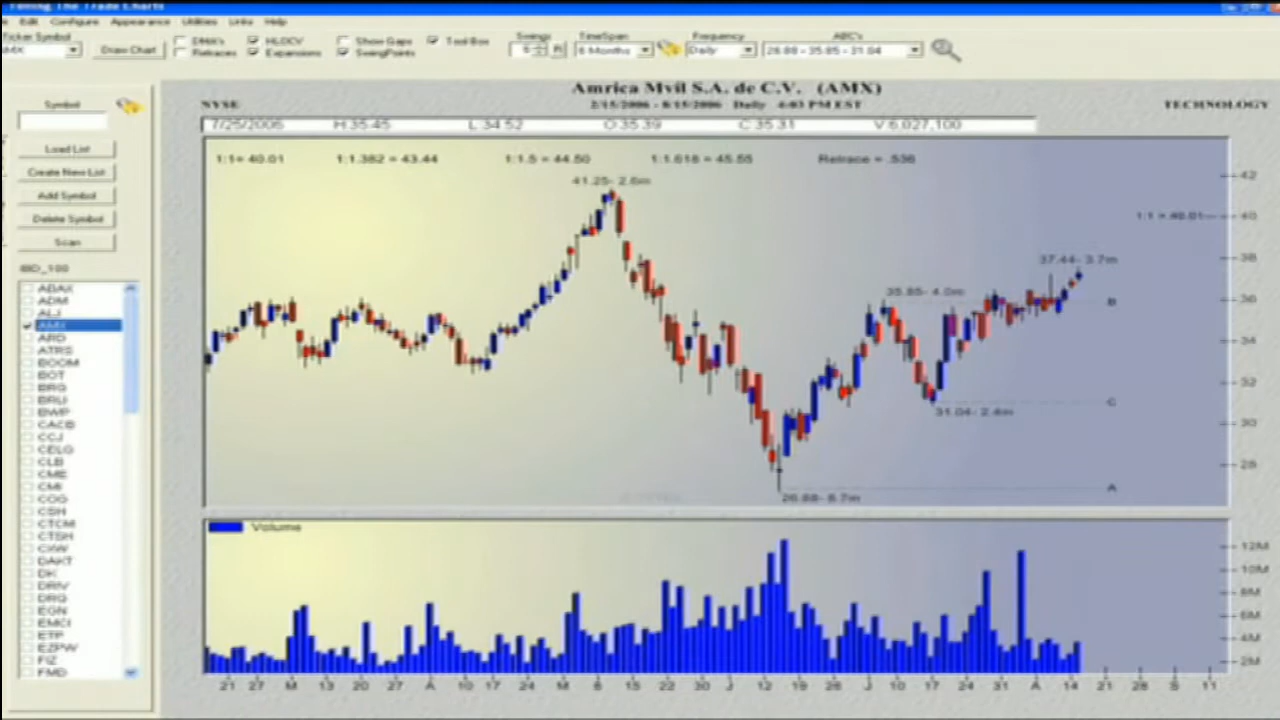 Timing The Trade Charts
Edit Configure Appearance Utilities Links Help
Ticker Symbol
AMX
Draw Chart
DMA's
Retraces
HLOCV
Expansions
Show Gaps
SwingPoints
Tool Box
Swings
TimeSpan
6 Months
Frequency
Daily
ABC's
26.88 - 35.85 - 31.04
Symbol
Load List
Create New List
Add Symbol
Delete Symbol
Scan
IBD_100
ABAX
ADM
ALJ
AMX
ARD
ATRS
BOOM
BOT
BRG
BRLI
BWP
CACB
CCJ
CELG
CLB
CME
CMI
COG
CSH
CTCM
CTSH
CXW
DAKT
DK
DRIV
DRQ
EGN
EMCI
ETP
EZPW
FIZ
FMD
Amrica Mvil S.A. de C.V. (AMX)
NYSE
2/15/2006 - 8/15/2006 Daily 4:03 PM EST
TECHNOLOGY
7/25/2006 H:35.45 L:34.52 O:35.39 C:35.31 V:6,027,100
1:1= 40.01 1:1.382 = 43.44 1:1.5 = 44.50 1:1.618 = 45.55 Retrace = .536
41.25- 2.6m
42
1:1 = 40.01
40
37.44- 3.7m
38
35.85- 4.0m
B
36
34
32
31.04- 2.4m
C
30
28
26.88- 6.7m
A
Volume
12M
10M
8M
6M
4M
2M
21 27 M 13 20 27 A 10 17 24 M 8 15 22 30 J 12 19 26 J 10 17 24 31 A 14 21 28 S 11